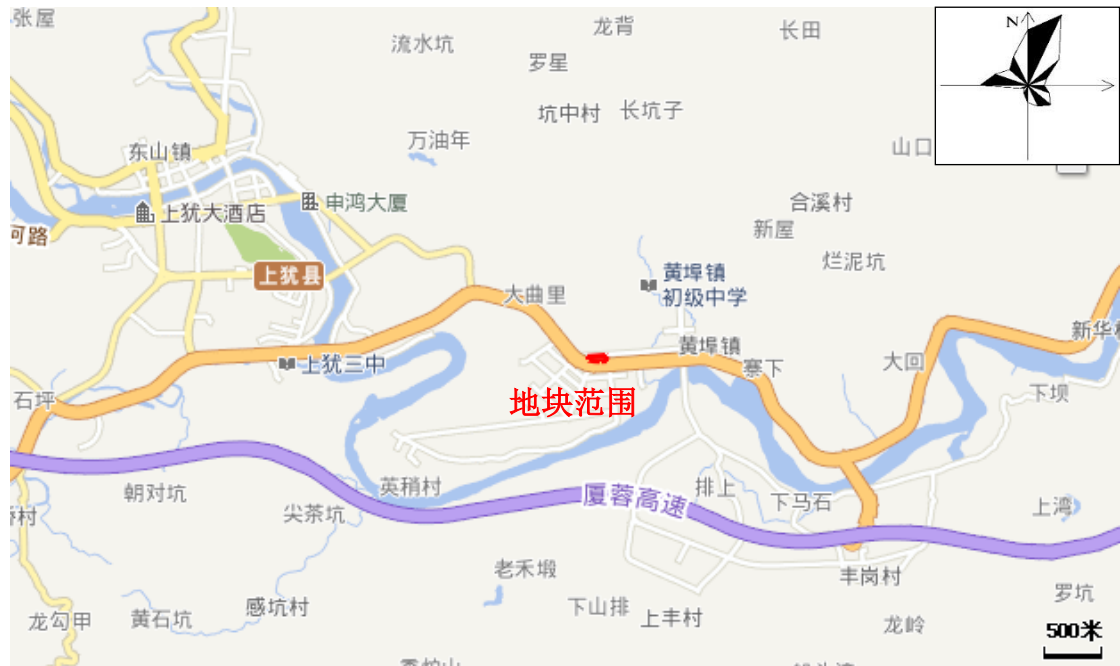 张屋
流水坑
龙背
长田
N
罗星
坑中村
长坑子
万油年
山口
东山镇
上犹大酒店
申鸿大厦
合溪村
新屋
河路
上犹县
黄埠镇
初级中学
烂泥坑
大曲里
新华
黄埠镇
上犹三中
寨下
大回
石坪
地块范围
下坝
英稍村
朝对坑
尖茶坑
厦蓉高速
排上
下马石
上湾
村
老禾塅
丰岗村
罗坑
龙勾甲
黄石坑
感坑村
下山排
上丰村
龙岭
500米